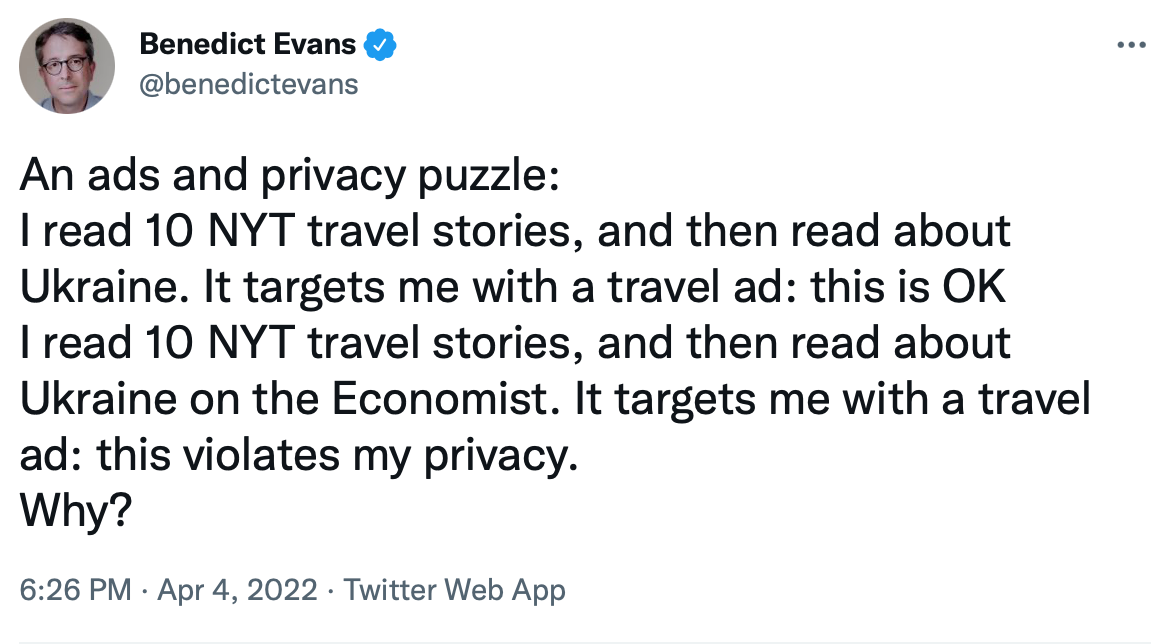 Benedict Evans
@benedictevans
An ads and privacy puzzle:
I read 10 NYT travel stories, and then read about
Ukraine. It targets me with a travel ad: this is OK
I read 10 NYT travel stories, and then read about
Ukraine on the Economist. It targets me with a travel
ad: this violates my privacy.
Why?
6:26 PM · Apr 4, 2022 · Twitter Web App